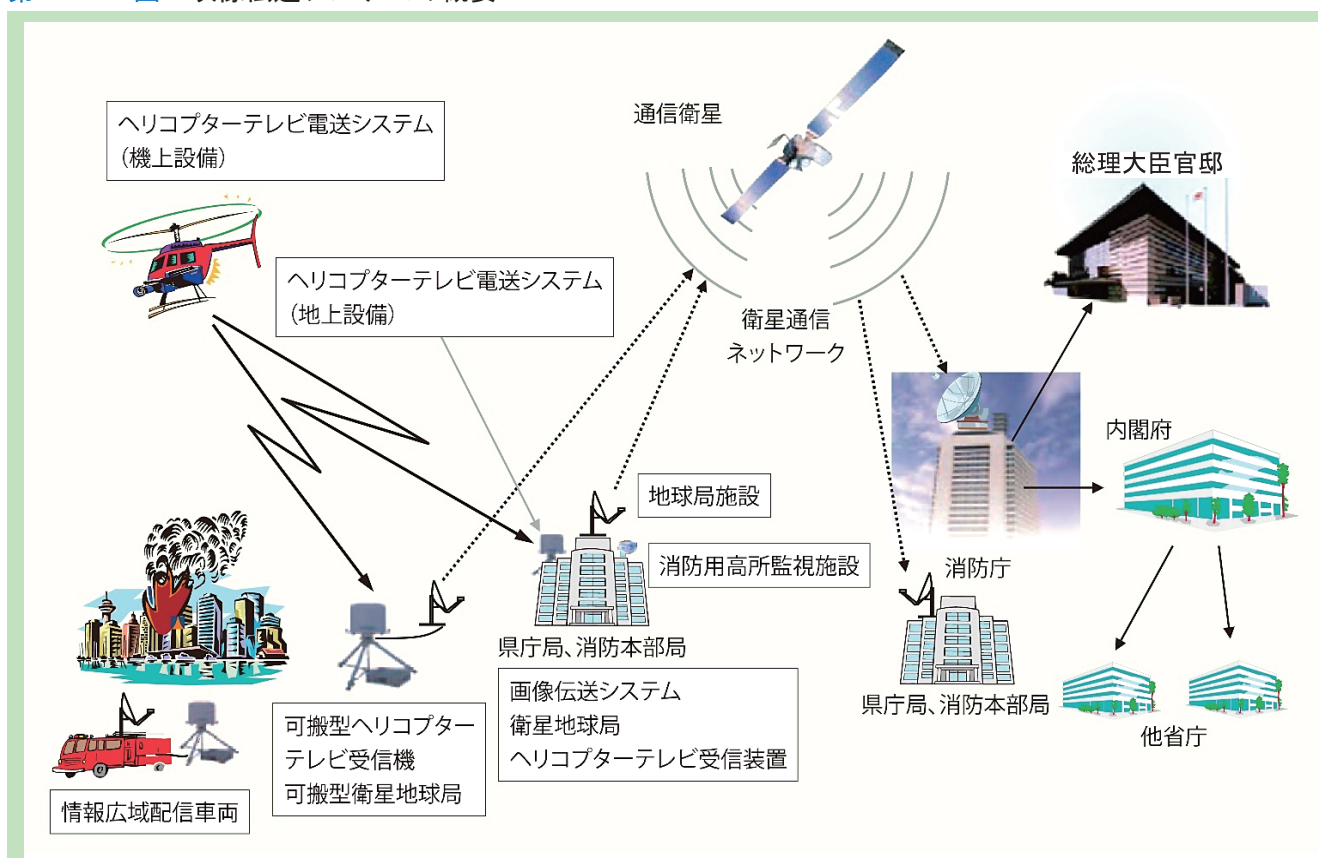 ヘリコプターテレビ電送システム
（機上設備）
通信衛星
総理大臣官邸
ヘリコプターテレビ電送システム
（地上設備）
衛星通信
ネットワーク
内閣府
地球局施設
消防用高所監視施設
消防庁
県庁局、消防本部局
画像伝送システム
衛星地球局
ヘリコプターテレビ受信装置
県庁局、消防本部局
他省庁
可搬型ヘリコプター
テレビ受信機
可搬型衛星地球局
情報広域配信車両